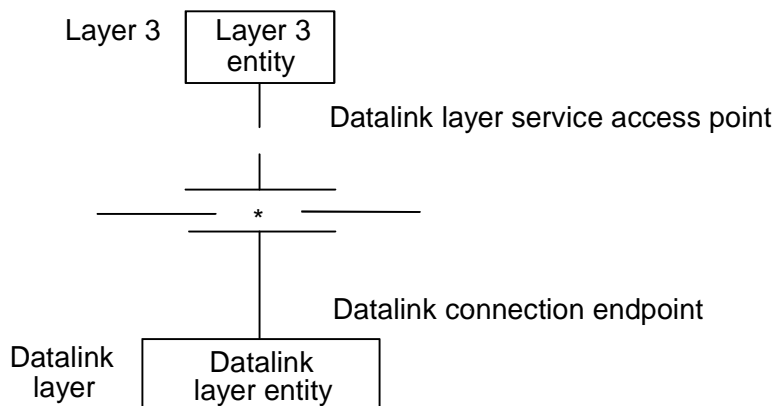 Layer 3
Layer 3
entity
Datalink layer service access point
*
Datalink connection endpoint
Datalink
layer
Datalink
layer entity